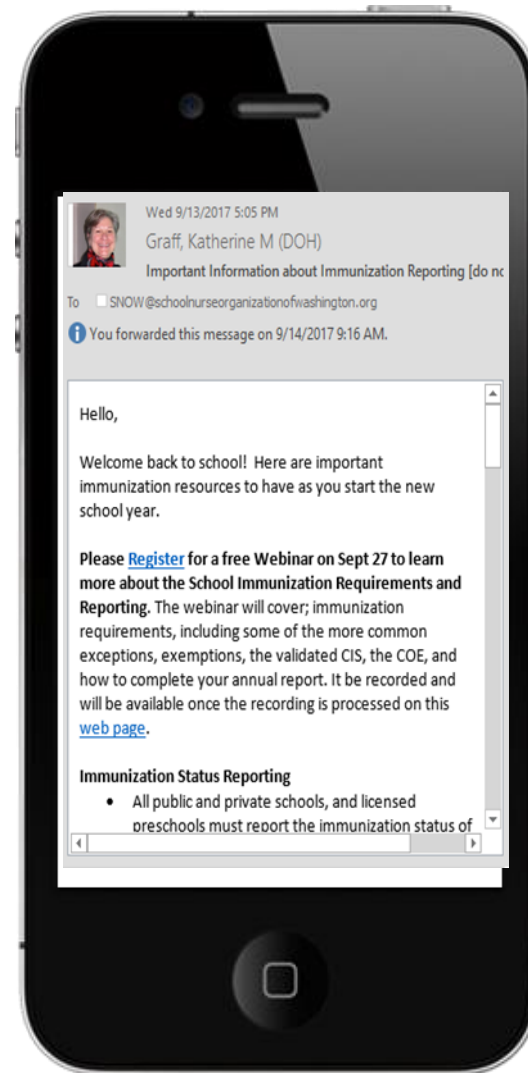 Wed 9/13/2017 5:05 PM
Graff, Katherine M (DOH)
Important Information about Immunization Reporting [do nc
To SNOW@schoolnurseorganizationofwashington.org
You forwarded this message on 9/14/2017 9:16 AM.
Hello,
Welcome back to school! Here are important
immunization resources to have as you start the new
school year.
Please Register for a free Webinar on Sept 27 to learn
more about the School Immunization Requirements and
Reporting. The webinar will cover; immunization
requirements, including some of the more common
exceptions, exemptions, the validated CIS, the COE, and
how to complete your annual report. It be recorded and
will be available once the recording is processed on this
web page.
Immunization Status Reporting
• All public and private schools, and licensed
preschools must report the immunization status of